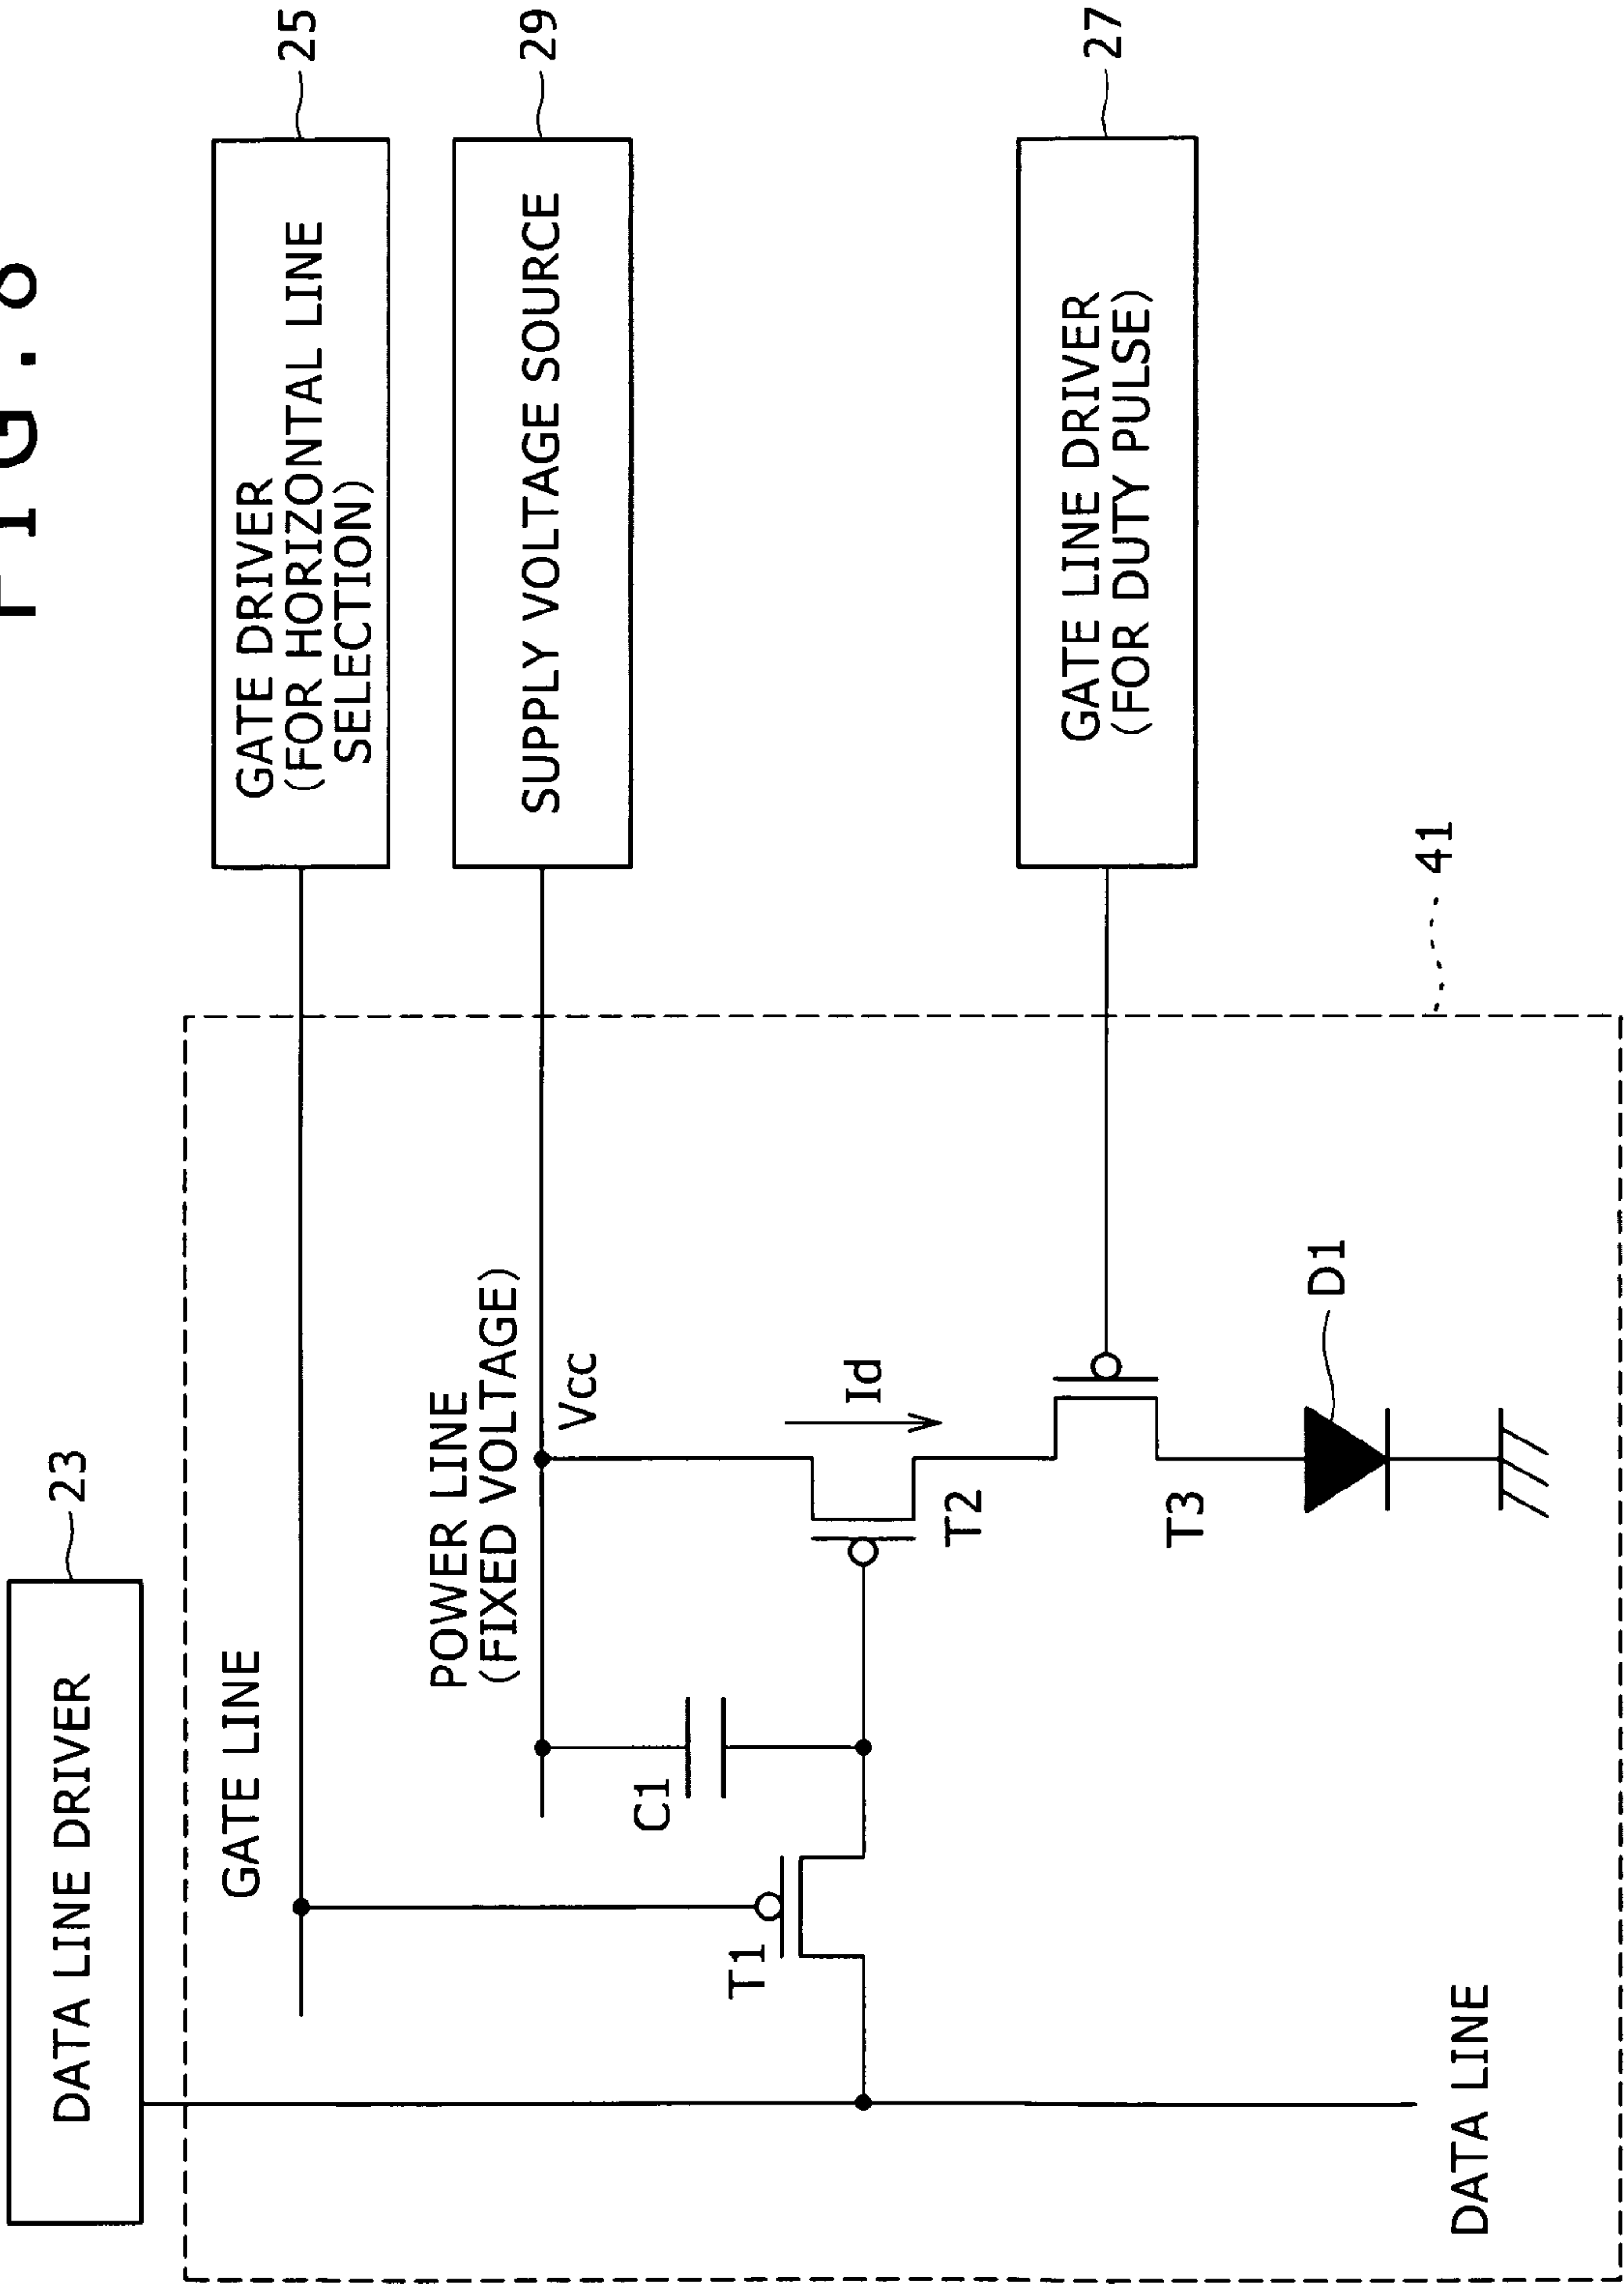 FIG.
DATA LINE DRIVER
23
GATE LINE
GATE DRIVER
(FOR HORIZONTAL LINE
SELECTION)
25
POWER LINE
(FIXED VOLTAGE)
Vcc
SUPPLY VOLTAGE SOURCE
29
C1
T1
Id
T2
T3
GATE LINE DRIVER
(FOR DUTY PULSE)
27
D1
41
DATA LINE